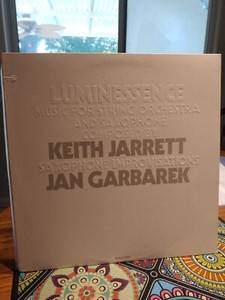 LUMINESSENCE
MUSIC FOR STRING ORCHESTRA
AND SAXOPHONE
COMPOSED BY
KEITH JARRETT
SAXOPHONE IMPROVISATIONS
JAN GARBAREK